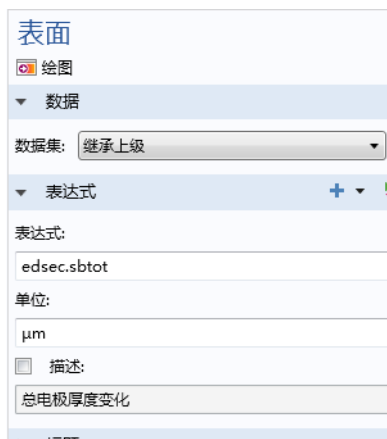 表面
绘图
数据
数据集: 继承上级
表达式
表达式:
edsec.sbtot
单位:
μm
描述:
总电极厚度变化